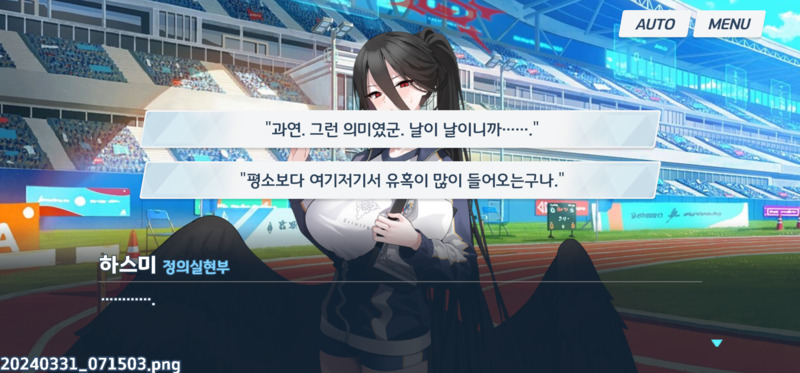 AUTO
MENU
"과연. 그런 의미였군. 날이 날이니까……."
"평소보다 여기저기서 유혹이 많이 들어오는구나."
하스미 정의실현부
………….
20240331_071503.png